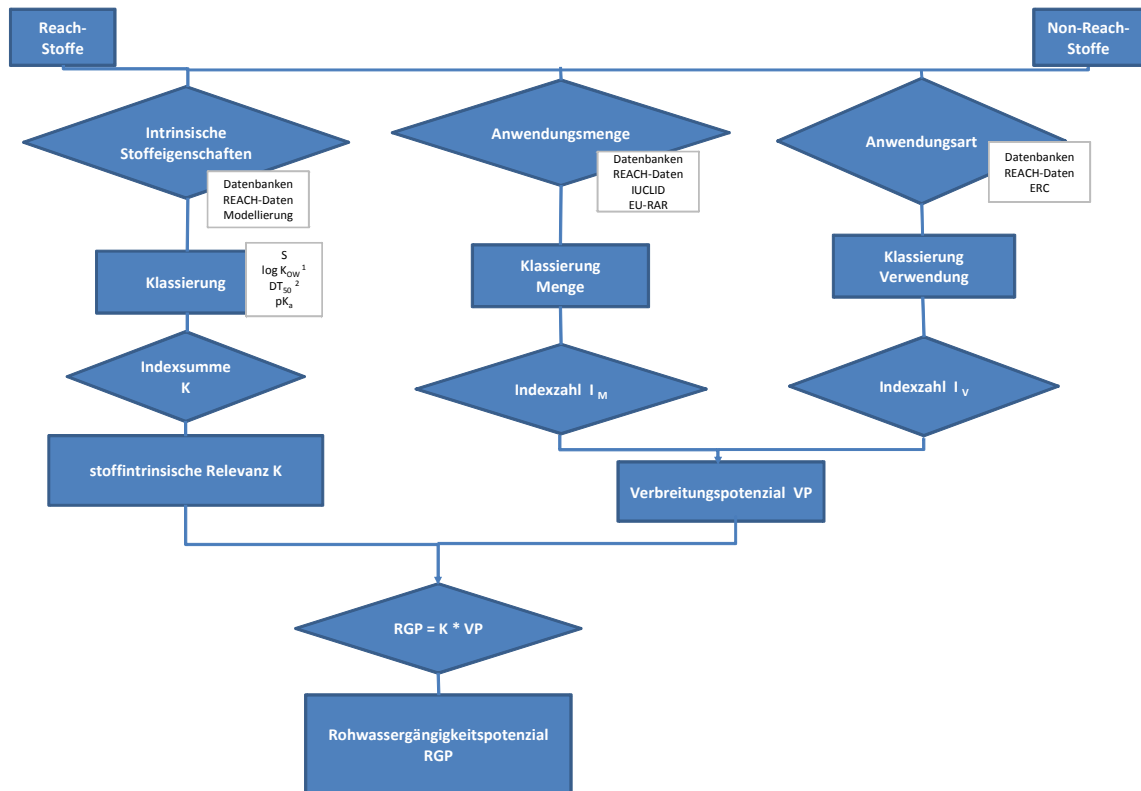 Reach-
Stoffe
Non-Reach-
Stoffe
Intrinsische
Stoffeigenschaften
Datenbanken
REACH-Daten
Modellierung
Anwendungsmenge
Datenbanken
REACH-Daten
IUCLID
EU-RAR
Anwendungsart
Datenbanken
REACH-Daten
ERC
Klassierung
S
log K_OW ¹
DT₅₀ ²
pKₐ
Klassierung
Menge
Klassierung
Verwendung
Indexsumme
K
Indexzahl I_M
Indexzahl I_V
stoffintrinsische Relevanz K
Verbreitungspotenzial VP
RGP = K * VP
Rohwassergängigkeitspotenzial
RGP